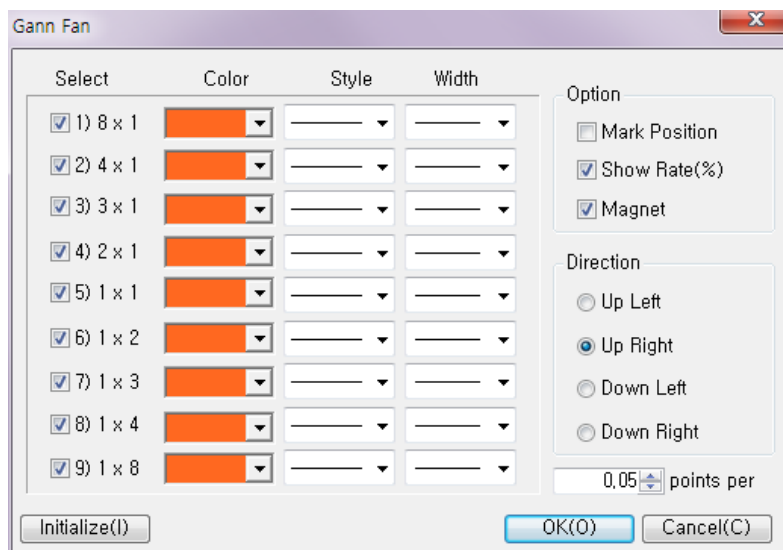 Gann Fan
Select Color Style Width
1) 8 x 1
2) 4 x 1
3) 3 x 1
4) 2 x 1
5) 1 x 1
6) 1 x 2
7) 1 x 3
8) 1 x 4
9) 1 x 8
Option
Mark Position
Show Rate(%)
Magnet
Direction
Up Left
Up Right
Down Left
Down Right
0,05 points per
Initialize(I) OK(O) Cancel(C)